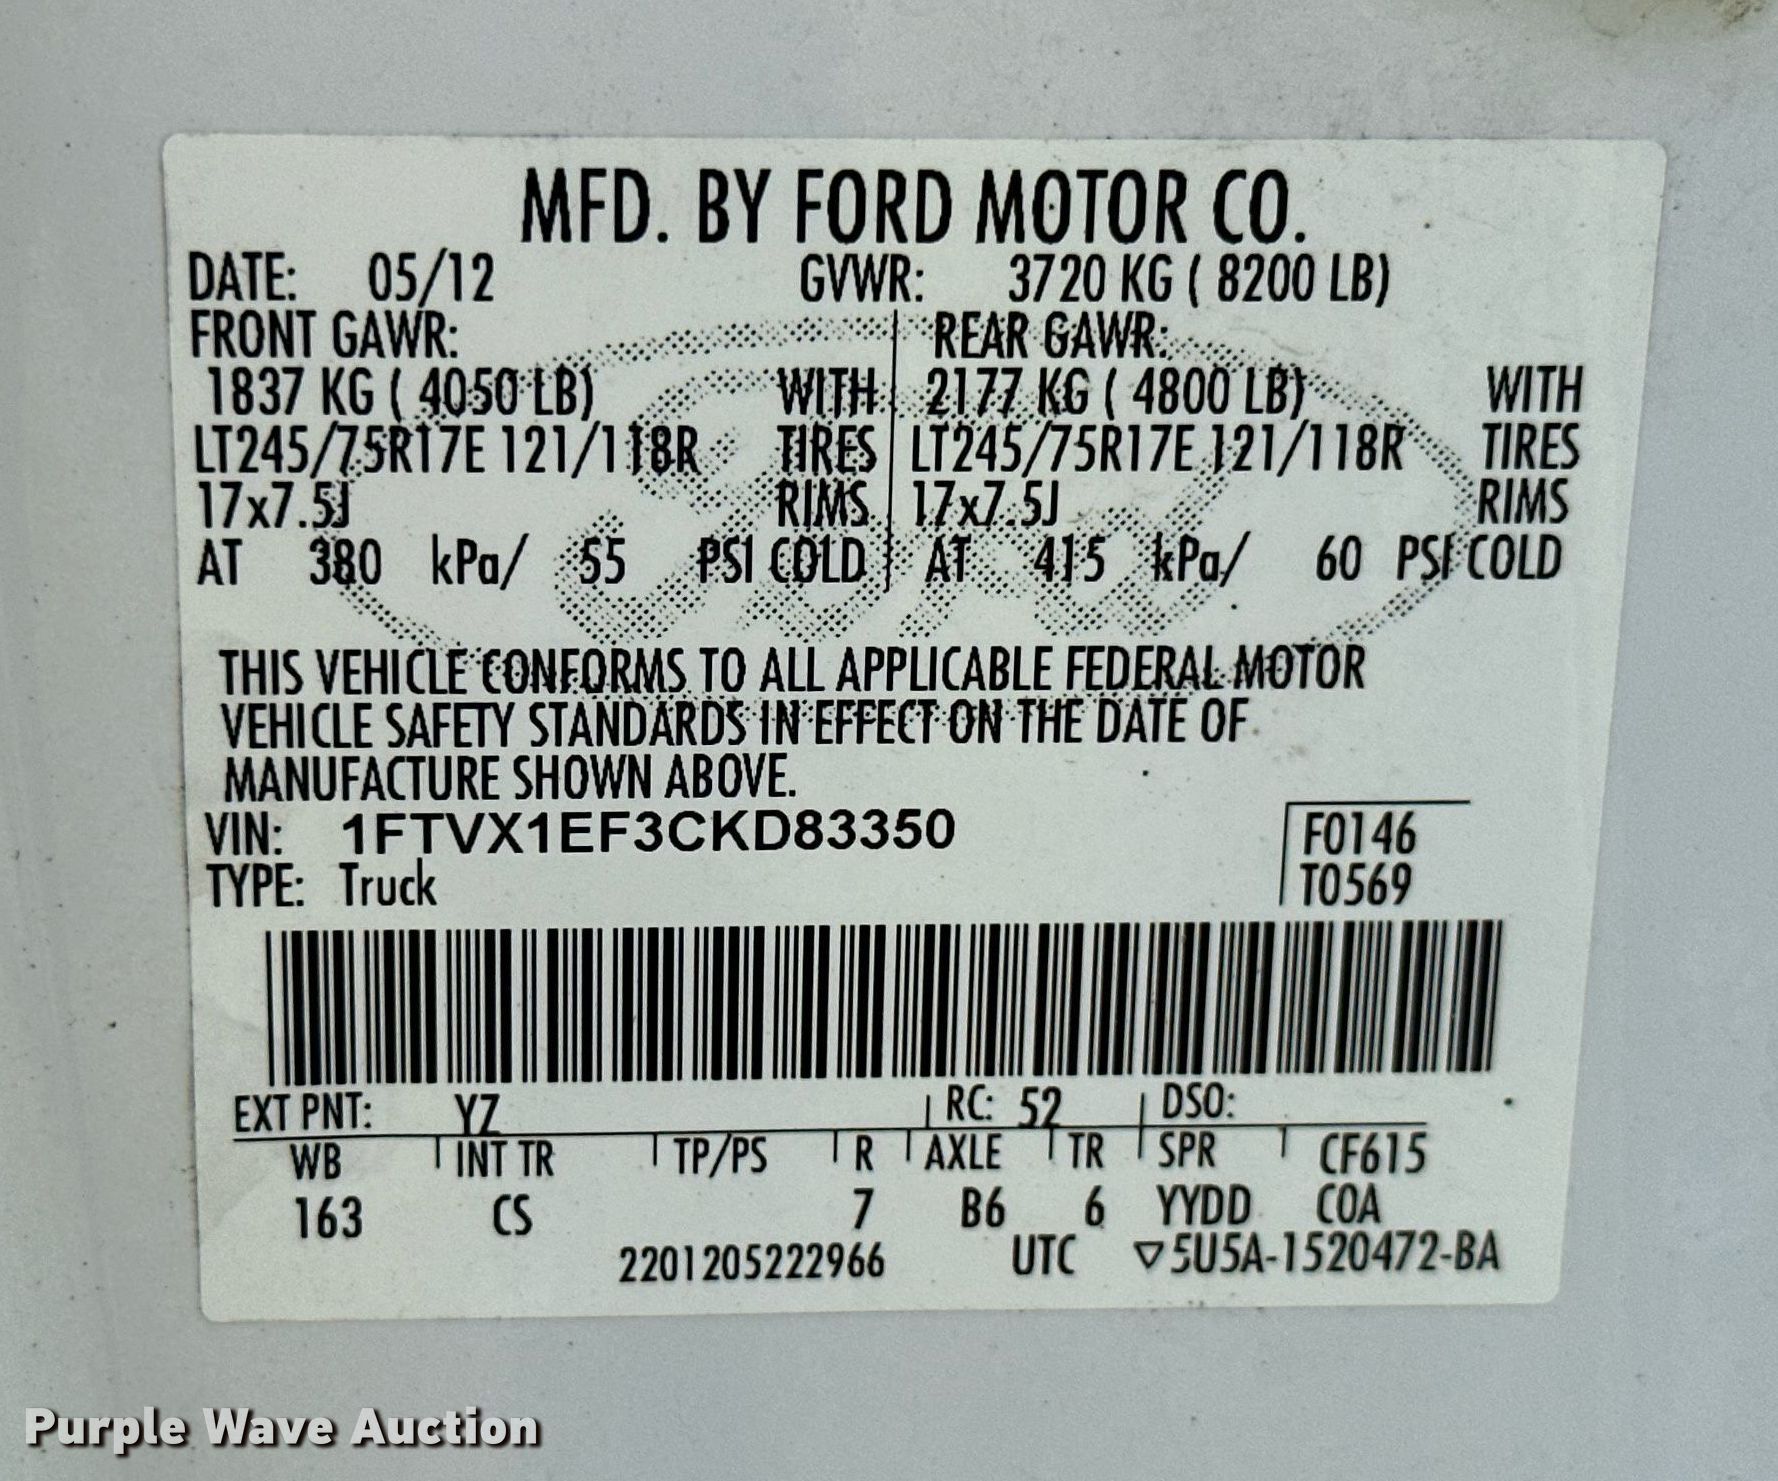 MFD. BY FORD MOTOR CO.
DATE: 05/12 GVWR: 3720 KG ( 8200 LB)
FRONT GAWR: REAR GAWR:
1837 KG ( 4050 LB) WITH 2177 KG ( 4800 LB) WITH
LT245/75R17E 121/118R TIRES LT245/75R17E 121/118R TIRES
17x7.5J RIMS 17x7.5J RIMS
AT 380 kPa/ 55 PSI COLD AT 415 kPa/ 60 PSI COLD
THIS VEHICLE CONFORMS TO ALL APPLICABLE FEDERAL MOTOR
VEHICLE SAFETY STANDARDS IN EFFECT ON THE DATE OF
MANUFACTURE SHOWN ABOVE.
VIN: 1FTVX1EF3CKD83350 F0146
TYPE: Truck T0569
EXT PNT: YZ RC: 52 DSO:
WB INT TR TP/PS R AXLE TR SPR CF615
163 CS 7 B6 6 YYDD COA
2201205222966 UTC ▽5U5A-1520472-BA
Purple Wave Auction